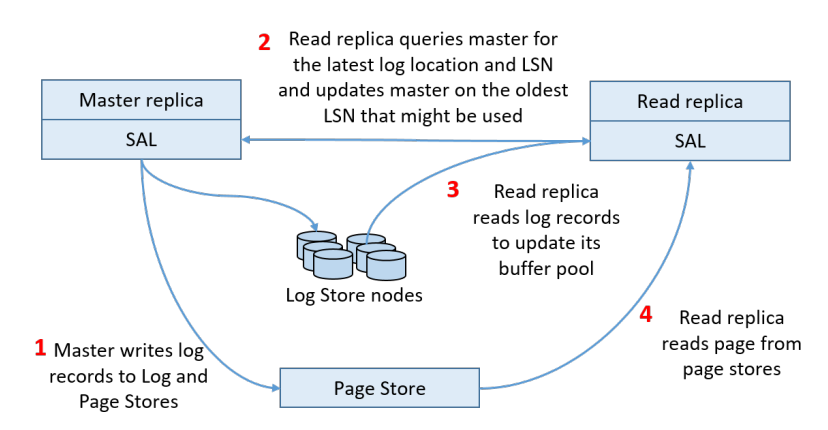 2
Read replica queries master for
the latest log location and LSN
and updates master on the oldest
LSN that might be used
Master replica
SAL
Read replica
SAL
3
Read replica
reads log records
to update its
buffer pool
Log Store nodes
1
Master writes log
records to Log and
Page Stores
Page Store
4
Read replica
reads page from
page stores